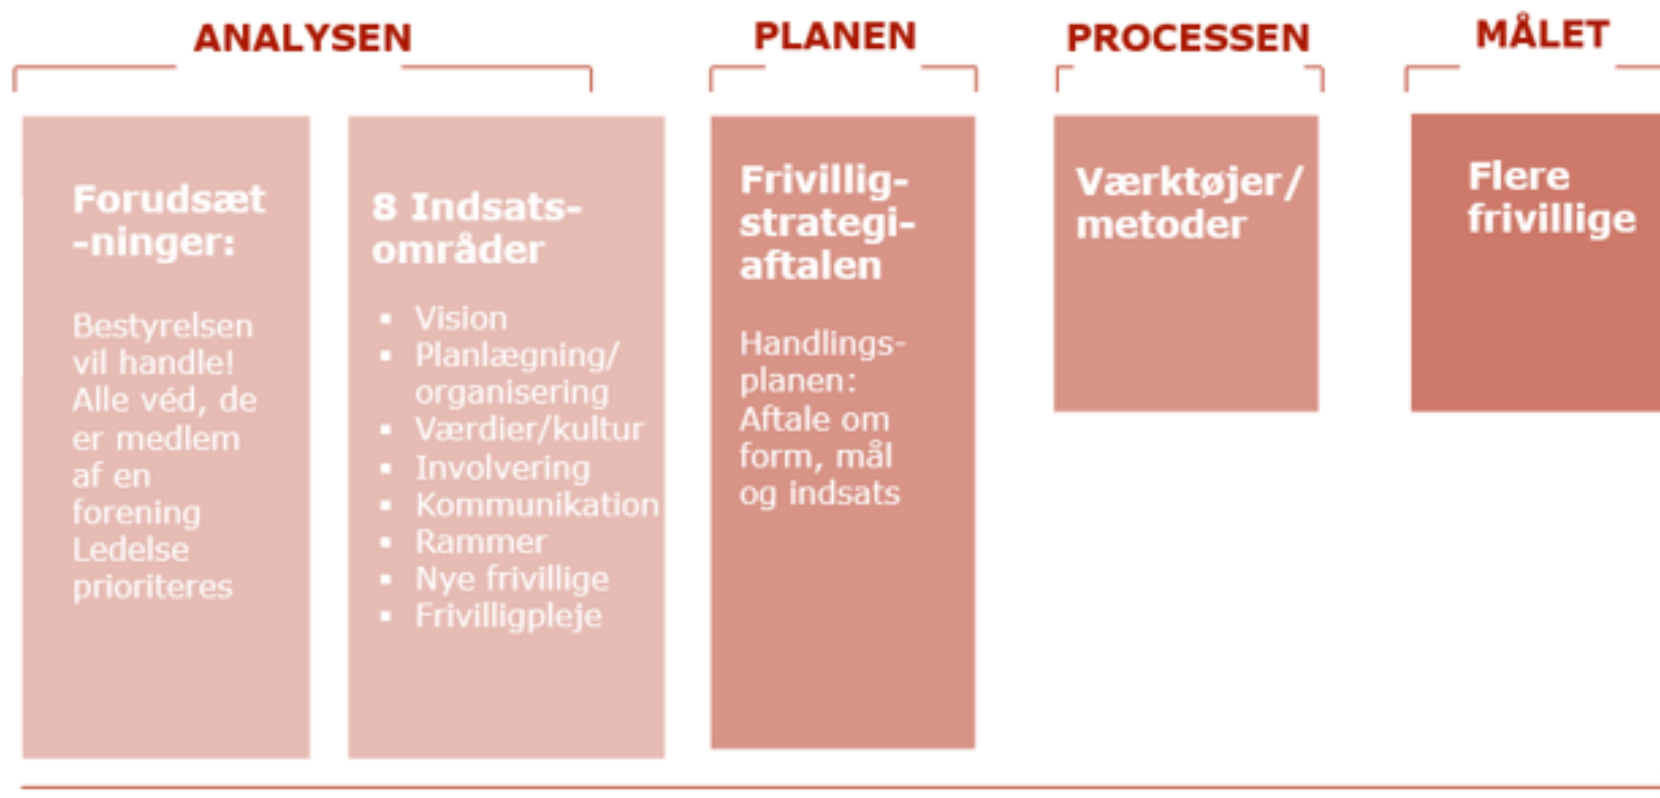 ANALYSEN
PLANEN
PROCESSEN
MÅLET
Forudsæt
-ninger:
Bestyrelsen
vil handle!
Alle véd, de
er medlem
af en
forening
Ledelse
prioriteres
8 Indsats-
områder
▪ Vision
▪ Planlægning/
organisering
▪ Værdier/kultur
▪ Involvering
▪ Kommunikation
▪ Rammer
▪ Nye frivillige
▪ Frivilligpleje
Frivillig-
strategi-
aftalen
Handlings-
planen:
Aftale om
form, mål
og indsats
Værktøjer/
metoder
Flere
frivillige